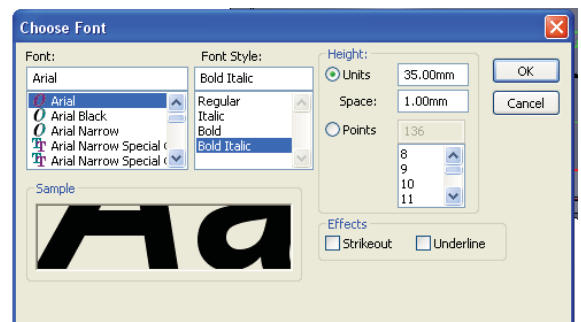 Choose Font
Font:
Arial
Arial
Arial Black
Arial Narrow
Arial Narrow Special
Arial Narrow Special
Font Style:
Bold Italic
Regular
Italic
Bold
Bold Italic
Height:
Units 35.00mm
Space: 1.00mm
Points 136
8
9
10
11
OK
Cancel
Sample
Aa
Effects
Strikeout Underline